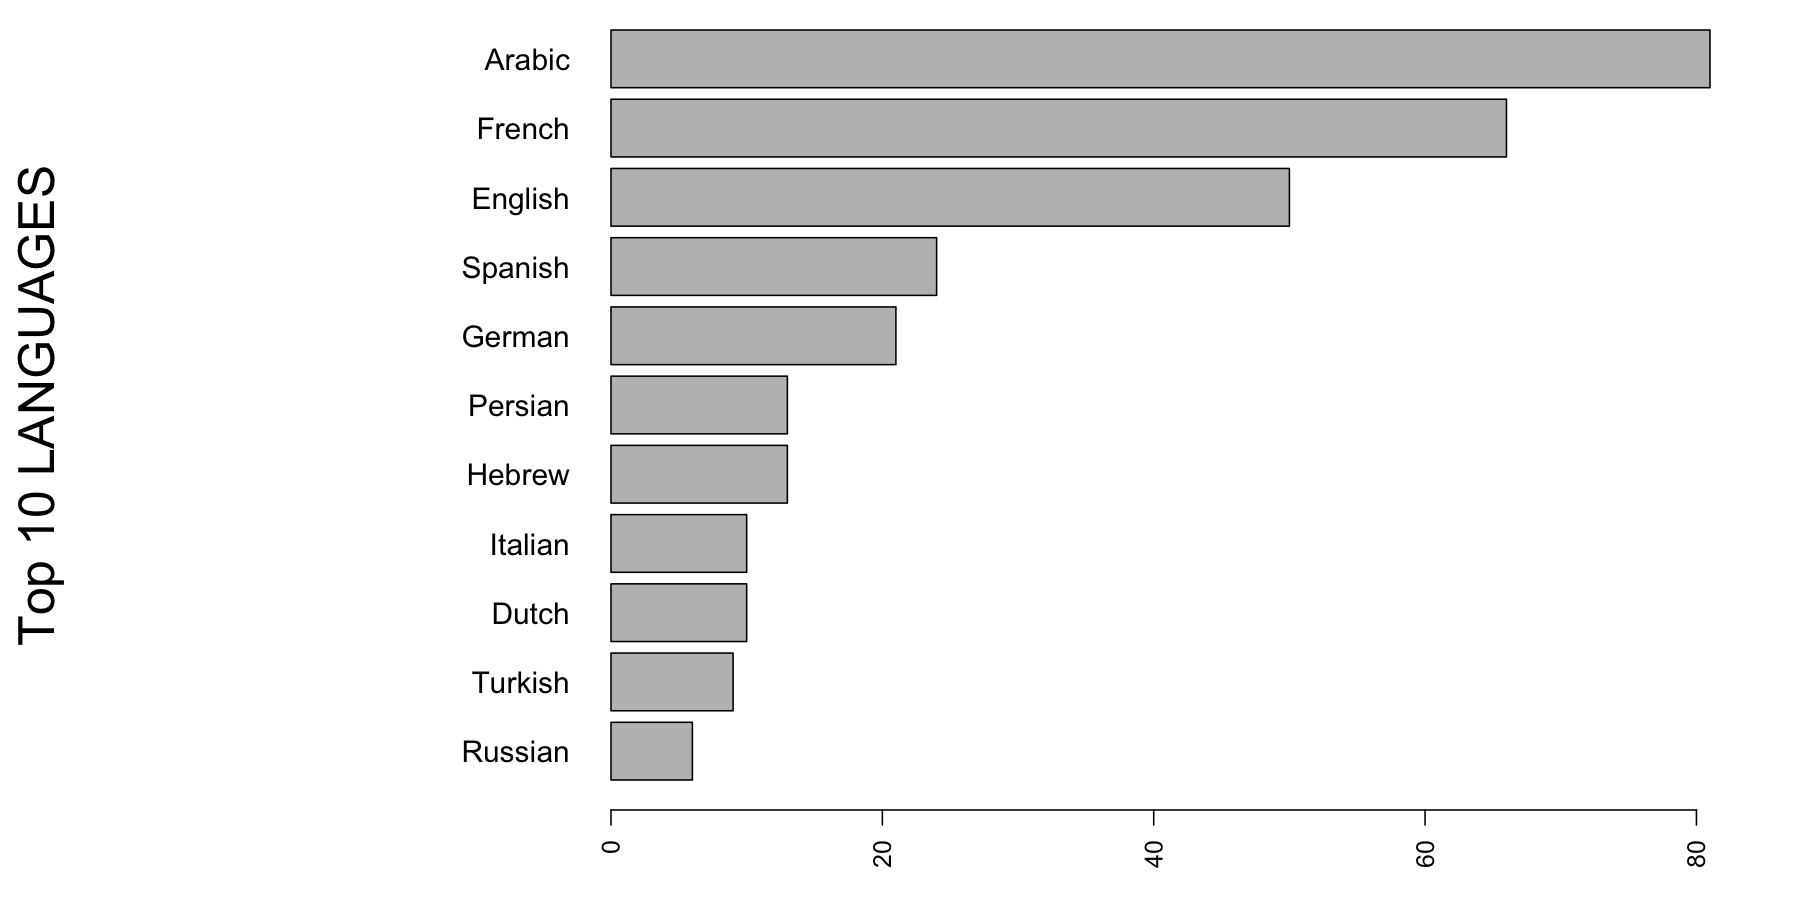 Top 10 LANGUAGES
Arabic
French
English
Spanish
German
Persian
Hebrew
Italian
Dutch
Turkish
Russian
0 20 40 60 80